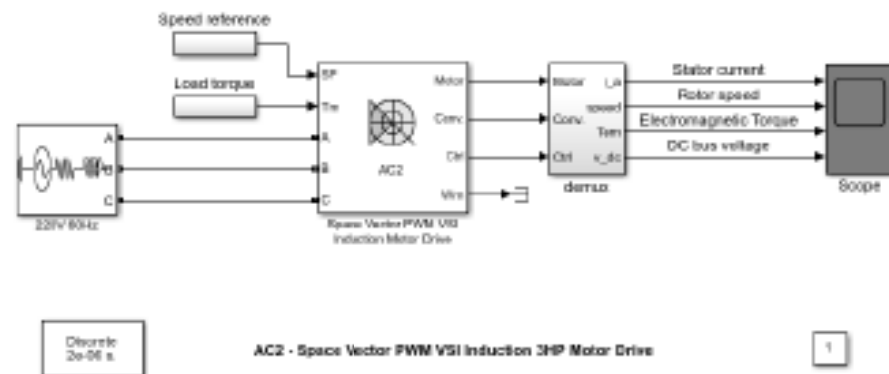 Speed reference
Load torque
SP
Tm
A
B
C
Motor
Conv.
Ctrl
Wire
AC2
Space Vector PWM VSI
Induction Motor Drive
A
B
C
220V 60Hz
Motor
Conv.
Ctrl
i_a
speed
Tem
v_dc
demux
Stator current
Rotor speed
Electromagnetic Torque
DC bus voltage
Scope
Discrete
2e-06 s.
AC2 - Space Vector PWM VSI Induction 3HP Motor Drive
1